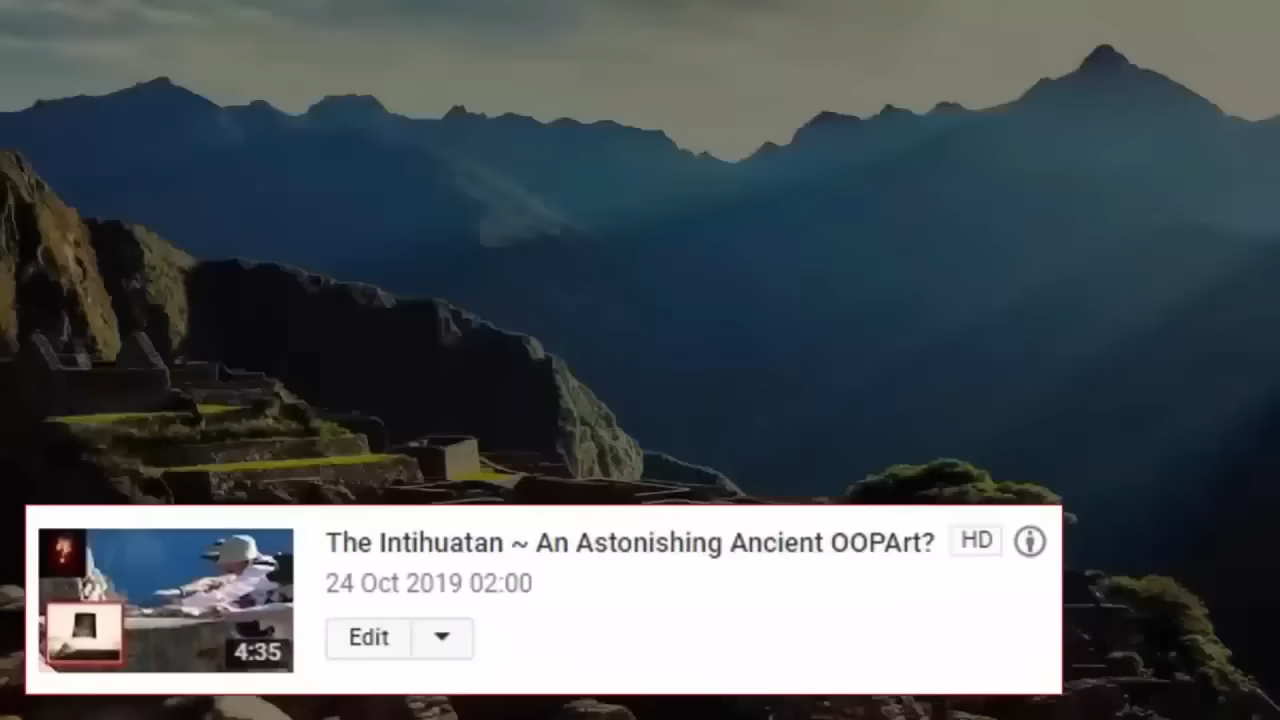 The Intihuatan ~ An Astonishing Ancient OOPArt? HD
24 Oct 2019 02:00
Edit
4:35